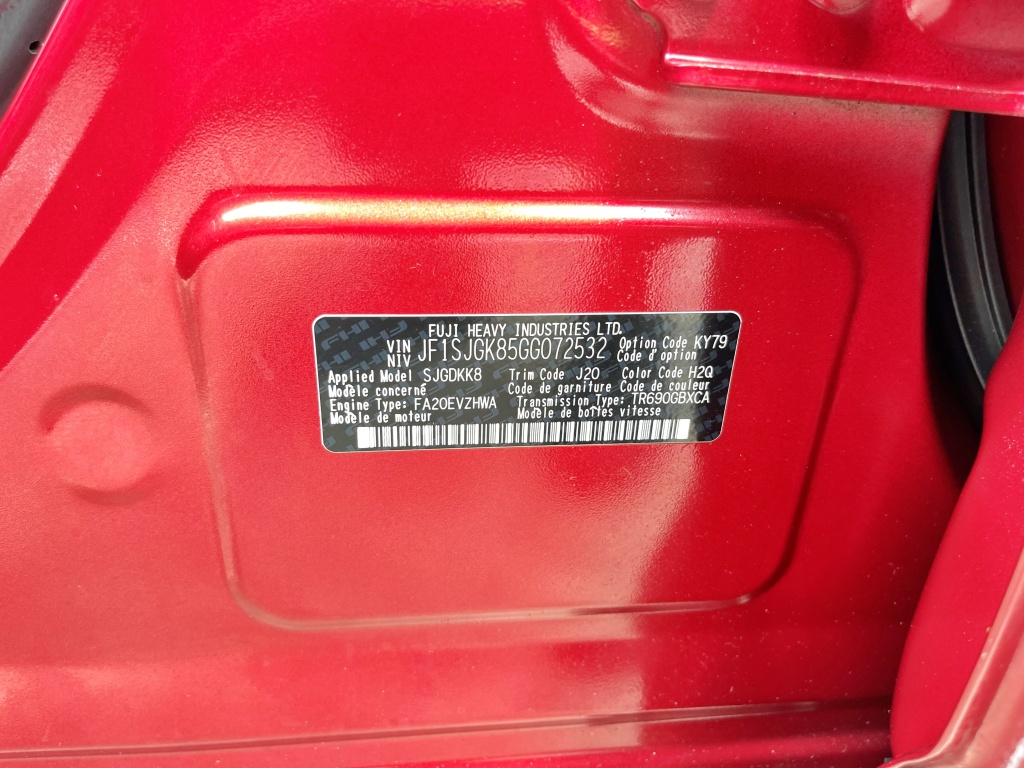 FUJI HEAVY INDUSTRIES LTD.
VIN NIV JF1SJGK85GG072532 Option Code KY79
Code d'option
Applied Model SJGDKK8 Trim Code J20 Color Code H2Q
Modèle concerné Code de garniture Code de couleur
Engine Type: FA20EVZHWA Transmission Type: TR690GBXCA
Modèle de moteur Modèle de boîtes vitesse